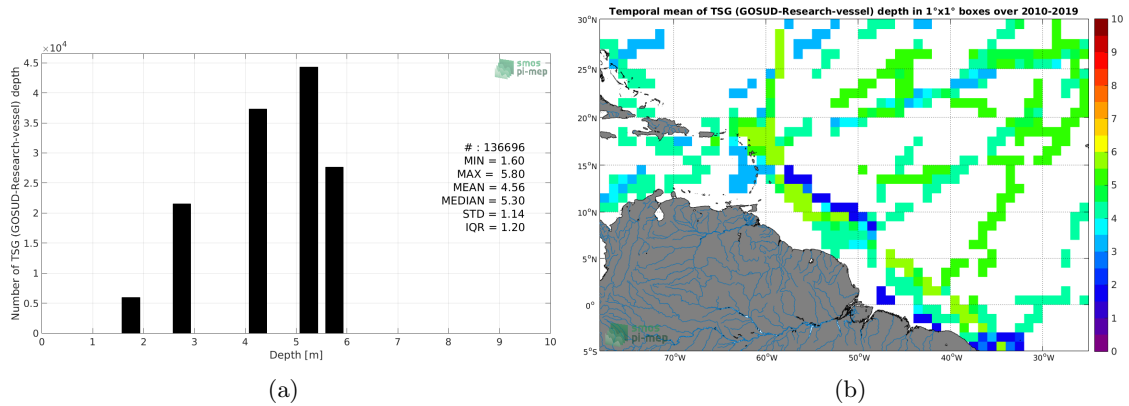 ×10⁴
4.5
4
3.5
3
2.5
2
1.5
1
0.5
0
Number of TSG (GOSUD-Research-vessel) depth
0 1 2 3 4 5 6 7 8 9 10
Depth [m]
smos
pi-mep
# : 136696
MIN = 1.60
MAX = 5.80
MEAN = 4.56
MEDIAN = 5.30
STD = 1.14
IQR = 1.20
(a)
Temporal mean of TSG (GOSUD-Research-vessel) depth in 1°x1° boxes over 2010-2019
30°N
25°N
20°N
15°N
10°N
5°N
0°
5°S
70°W 60°W 50°W 40°W 30°W
smos
pi-mep
10
9
8
7
6
5
4
3
2
1
0
(b)